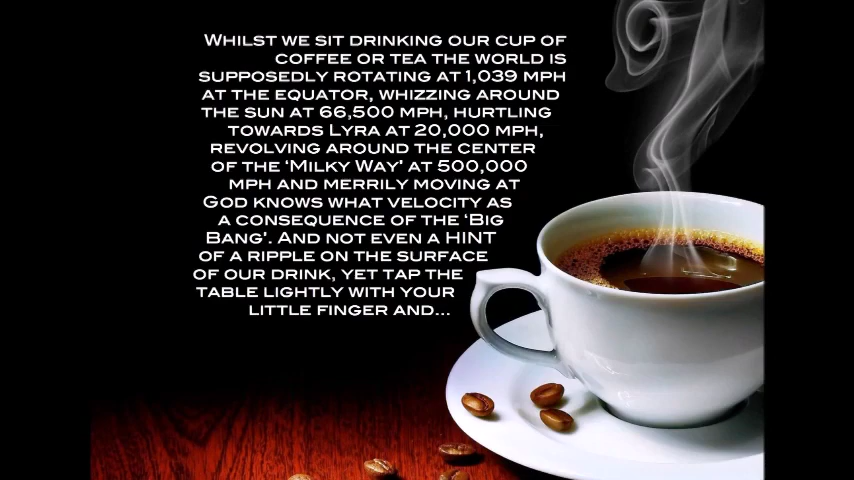 Whilst we sit drinking our cup of
coffee or tea the world is
supposedly rotating at 1,039 mph
at the equator, whizzing around
the sun at 66,500 mph, hurtling
towards Lyra at 20,000 mph,
revolving around the center
of the ‘Milky Way’ at 500,000
mph and merrily moving at
God knows what velocity as
a consequence of the ‘Big
Bang’. And not even a HINT
of a ripple on the surface
of our drink, yet tap the
table lightly with your
little finger and...